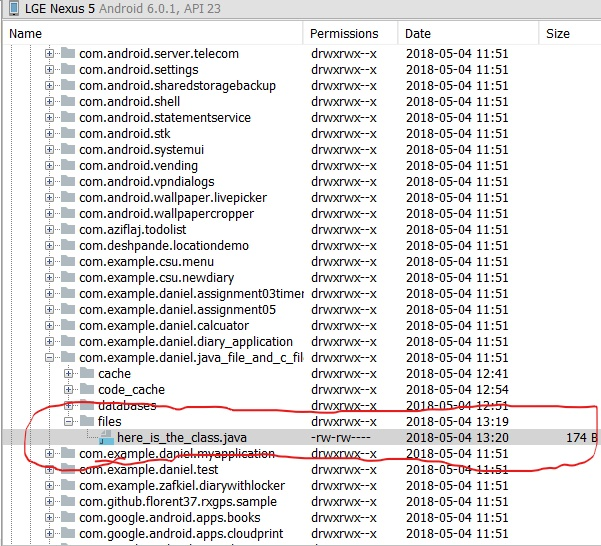 LGE Nexus 5 Android 6.0.1, API 23
Name Permissions Date Size
com.android.server.telecom drwxrwx--x 2018-05-04 11:51
com.android.settings drwxrwx--x 2018-05-04 11:51
com.android.sharedstoragebackup drwxrwx--x 2018-05-04 11:51
com.android.shell drwxrwx--x 2018-05-04 11:51
com.android.statementservice drwxrwx--x 2018-05-04 11:51
com.android.stk drwxrwx--x 2018-05-04 11:51
com.android.systemui drwxrwx--x 2018-05-04 11:51
com.android.vending drwxrwx--x 2018-05-04 11:51
com.android.vpndialogs drwxrwx--x 2018-05-04 11:51
com.android.wallpaper.livepicker drwxrwx--x 2018-05-04 11:51
com.android.wallpapercropper drwxrwx--x 2018-05-04 11:51
com.aziflaj.todolist drwxrwx--x 2018-05-04 11:51
com.deshpande.locationdemo drwxrwx--x 2018-05-04 11:51
com.example.csu.menu drwxrwx--x 2018-05-04 11:51
com.example.csu.newdiary drwxrwx--x 2018-05-04 11:51
com.example.daniel.assignment03timer drwxrwx--x 2018-05-04 11:51
com.example.daniel.assignment05 drwxrwx--x 2018-05-04 11:51
com.example.daniel.calcuator drwxrwx--x 2018-05-04 11:51
com.example.daniel.diary_application drwxrwx--x 2018-05-04 11:51
com.example.daniel.java_file_and_c_fil drwxrwx--x 2018-05-04 11:51
cache drwxrwx--x 2018-05-04 12:41
code_cache drwxrwx--x 2018-05-04 12:54
databases drwxrwx--x 2018-05-04 12:51
files drwxrwx--x 2018-05-04 13:19
here_is_the_class.java -rw-rw---- 2018-05-04 13:20 174 B
com.example.daniel.myapplication drwxrwx--x 2018-05-04 11:51
com.example.daniel.test drwxrwx--x 2018-05-04 11:51
com.example.zafkiel.diarywithlocker drwxrwx--x 2018-05-04 11:51
com.github.florent37.rxgps.sample drwxrwx--x 2018-05-04 11:51
com.google.android.apps.books drwxrwx--x 2018-05-04 11:51
com.google.android.apps.cloudprint drwxrwx--x 2018-05-04 11:51